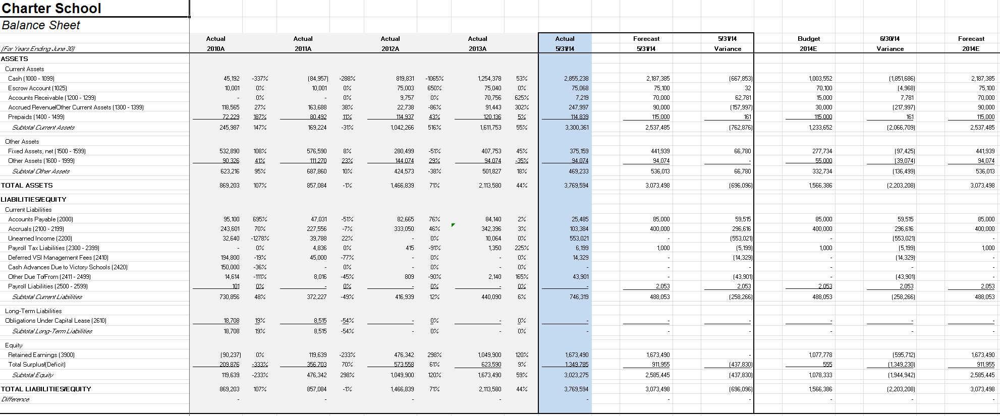 Charter School
Balance Sheet
Actual Actual Actual Actual Actual Forecast 5/31/14 Budget 6/30/14 Forecast
(For Years Ending June 30) 2010A 2011A 2012A 2013A 5/31/14 5/31/14 Variance 2014E Variance 2014E
ASSETS
Current Assets
Cash (1000 - 1099) 45,192 -337% (84,957) -288% 819,831 -1065% 1,254,378 53% 2,855,238 2,187,385 (667,853) 1,003,552 (1,851,686) 2,187,385
Escrow Account (1025) 10,001 0% 10,001 0% 75,003 650% 75,040 0% 75,068 75,100 32 70,100 (4,968) 75,100
Accounts Receivable (1200 - 1299) - 0% - 0% 9,757 0% 70,756 625% 7,219 70,000 62,781 15,000 7,781 70,000
Accrued Revenue/Other Current Assets (1300 - 1399) 118,565 27% 163,688 38% 22,738 -86% 91,443 302% 247,997 90,000 (157,997) 30,000 (217,997) 90,000
Prepaids (1400 - 1499) 72,229 187% 80,492 11% 114,937 43% 120,136 5% 114,839 115,000 161 115,000 161 115,000
Subtotal Current Assets 245,987 147% 169,224 -31% 1,042,266 516% 1,611,753 55% 3,300,361 2,537,485 (762,876) 1,233,652 (2,066,709) 2,537,485
Other Assets
Fixed Assets, net (1500 - 1599) 532,890 108% 576,590 8% 280,499 -51% 407,753 45% 375,159 441,939 66,780 277,734 (97,425) 441,939
Other Assets (1600 - 1999) 90,326 41% 111,270 23% 144,074 29% 94,074 -35% 94,074 94,074 - 55,000 (39,074) 94,074
Subtotal Other Assets 623,216 95% 687,860 10% 424,573 -38% 501,827 18% 469,233 536,013 66,780 332,734 (136,499) 536,013
TOTAL ASSETS 869,203 107% 857,084 -1% 1,466,839 71% 2,113,580 44% 3,769,594 3,073,498 (696,096) 1,566,386 (2,203,208) 3,073,498
LIABILITIES/EQUITY
Current Liabilities
Accounts Payable (2000) 95,100 695% 47,031 -51% 82,665 76% 84,140 2% 25,485 85,000 59,515 85,000 59,515 85,000
Accruals (2100 - 2199) 243,601 70% 227,556 -7% 333,050 46% 342,396 3% 103,384 400,000 296,616 400,000 296,616 400,000
Unearned Income (2200) 32,640 -1278% 39,788 22% - 0% 10,064 0% 553,021 - (553,021) - (553,021) -
Payroll Tax Liabilities (2300 - 2399) - 0% 4,836 0% 415 -91% 1,350 225% 6,199 1,000 (5,199) 1,000 (5,199) 1,000
Deferred VSI Management Fees (2410) 194,800 -19% 45,000 -77% - 0% - 0% 14,329 - (14,329) - (14,329) -
Cash Advances Due to Victory Schools (2420) 150,000 -36% - 0% - 0% - 0% - - - - - -
Other Due To/From (2411 - 2499) 14,614 -111% 8,016 -45% 809 -90% 2,140 165% 43,901 - (43,901) - (43,901) -
Payroll Liabilities (2500 - 2599) 101 0% - 0% - 0% - 0% - 2,053 2,053 2,053 2,053 2,053
Subtotal Current Liabilities 730,856 48% 372,227 -49% 416,939 12% 440,090 6% 746,319 488,053 (258,266) 488,053 (258,266) 488,053
Long-Term Liabilities
Obligations Under Capital Lease (2610) 18,708 19% 8,515 -54% - 0% - 0% - - - - - -
Subtotal Long-Term Liabilities 18,708 19% 8,515 -54% - 0% - 0% - - - - - -
Equity
Retained Earnings (3900) (90,237) 0% 119,639 -233% 476,342 298% 1,049,900 120% 1,673,490 1,673,490 - 1,077,778 (595,712) 1,673,490
Total Surplus/(Deficit) 209,876 -333% 356,703 70% 573,558 61% 623,590 9% 1,349,785 911,955 (437,830) 555 (1,349,230) 911,955
Subtotal Equity 119,639 -233% 476,342 298% 1,049,900 120% 1,673,490 59% 3,023,275 2,585,445 (437,830) 1,078,333 (1,944,942) 2,585,445
TOTAL LIABILITIES/EQUITY 869,203 107% 857,084 -1% 1,466,839 71% 2,113,580 44% 3,769,594 3,073,498 (696,096) 1,566,386 (2,203,208) 3,073,498
Difference - - - - - - - - - -